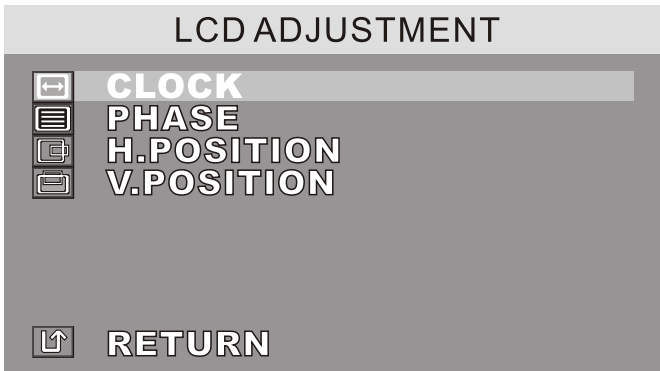 LCD ADJUSTMENT
CLOCK
PHASE
H.POSITION
V.POSITION
RETURN